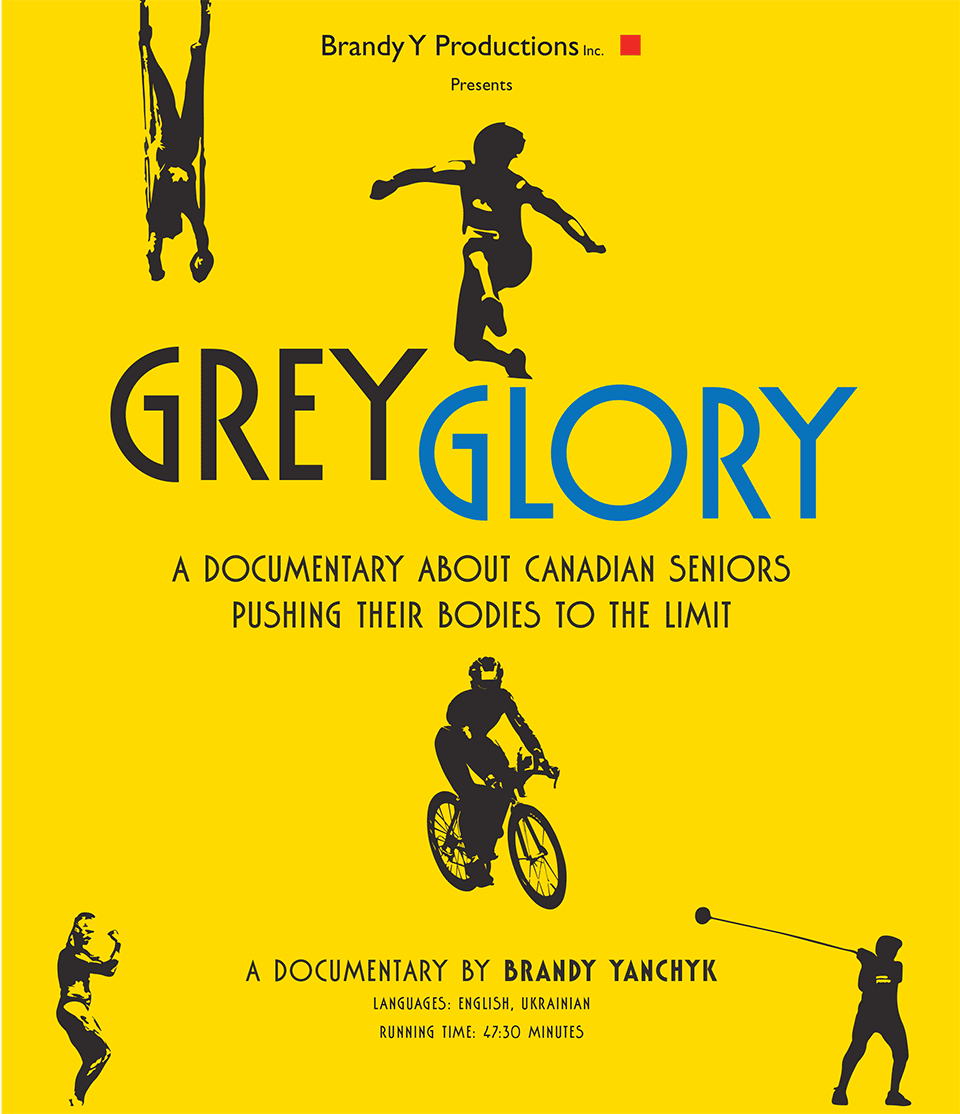 Brandy Y Productions Inc.
Presents
GREY GLORY
A DOCUMENTARY ABOUT CANADIAN SENIORS
PUSHING THEIR BODIES TO THE LIMIT
A DOCUMENTARY BY BRANDY YANCHYK
LANGUAGES: ENGLISH, UKRAINIAN
RUNNING TIME: 47:30 MINUTES